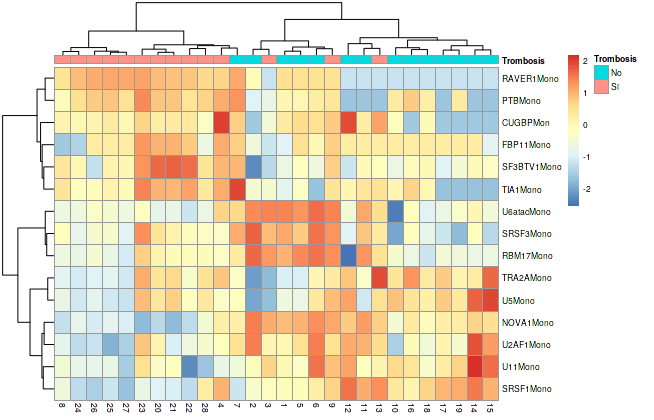 Trombosis
RAVER1Mono
PTBMono
CUGBPMon
FBP11Mono
SF3BTV1Mono
TIA1Mono
U6atacMono
SRSF3Mono
RBM17Mono
TRA2AMono
U5Mono
NOVA1Mono
U2AF1Mono
U11Mono
SRSF1Mono
8 24 26 25 27 23 20 21 22 28 4 7 2 3 1 5 6 9 12 11 13 10 16 18 17 19 14 15
2
1
0
-1
-2
Trombosis
No
SI